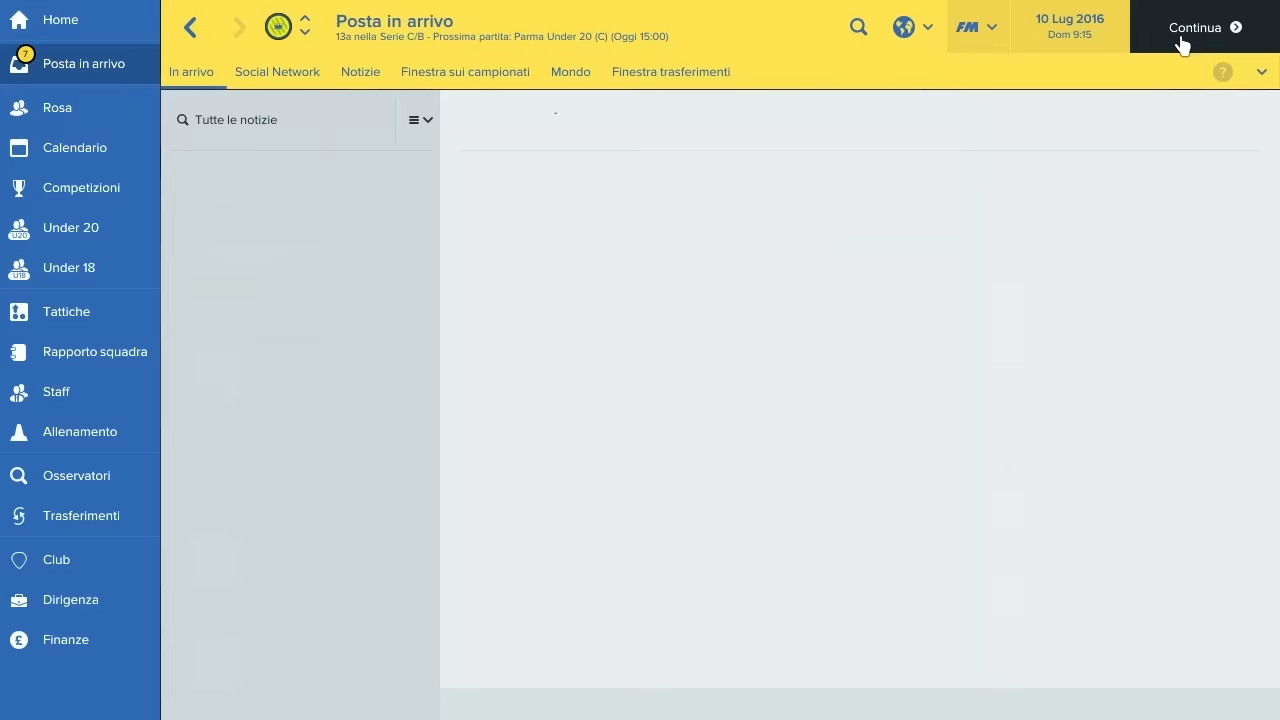 Home
7
Posta in arrivo
Rosa
Calendario
Competizioni
U20
Under 20
U18
Under 18
Tattiche
Rapporto squadra
Staff
Allenamento
Osservatori
Trasferimenti
Club
Dirigenza
£
Finanze
Posta in arrivo
13a nella Serie C/B - Prossima partita: Parma Under 20 (C) (Oggi 15:00)
FM
10 Lug 2016
Dom 9:15
Continua
In arrivo
Social Network
Notizie
Finestra sui campionati
Mondo
Finestra trasferimenti
?
Tutte le notizie
-